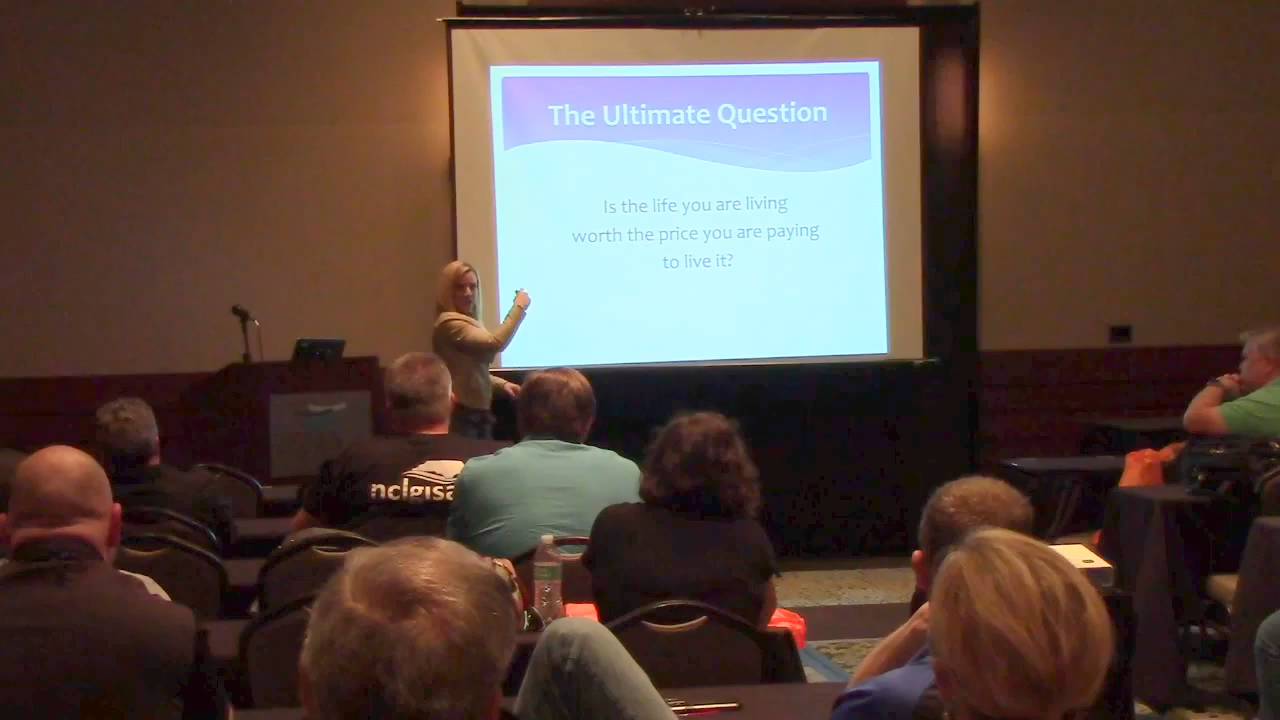 The Ultimate Question
Is the life you are living
worth the price you are paying
to live it?
nclgisa